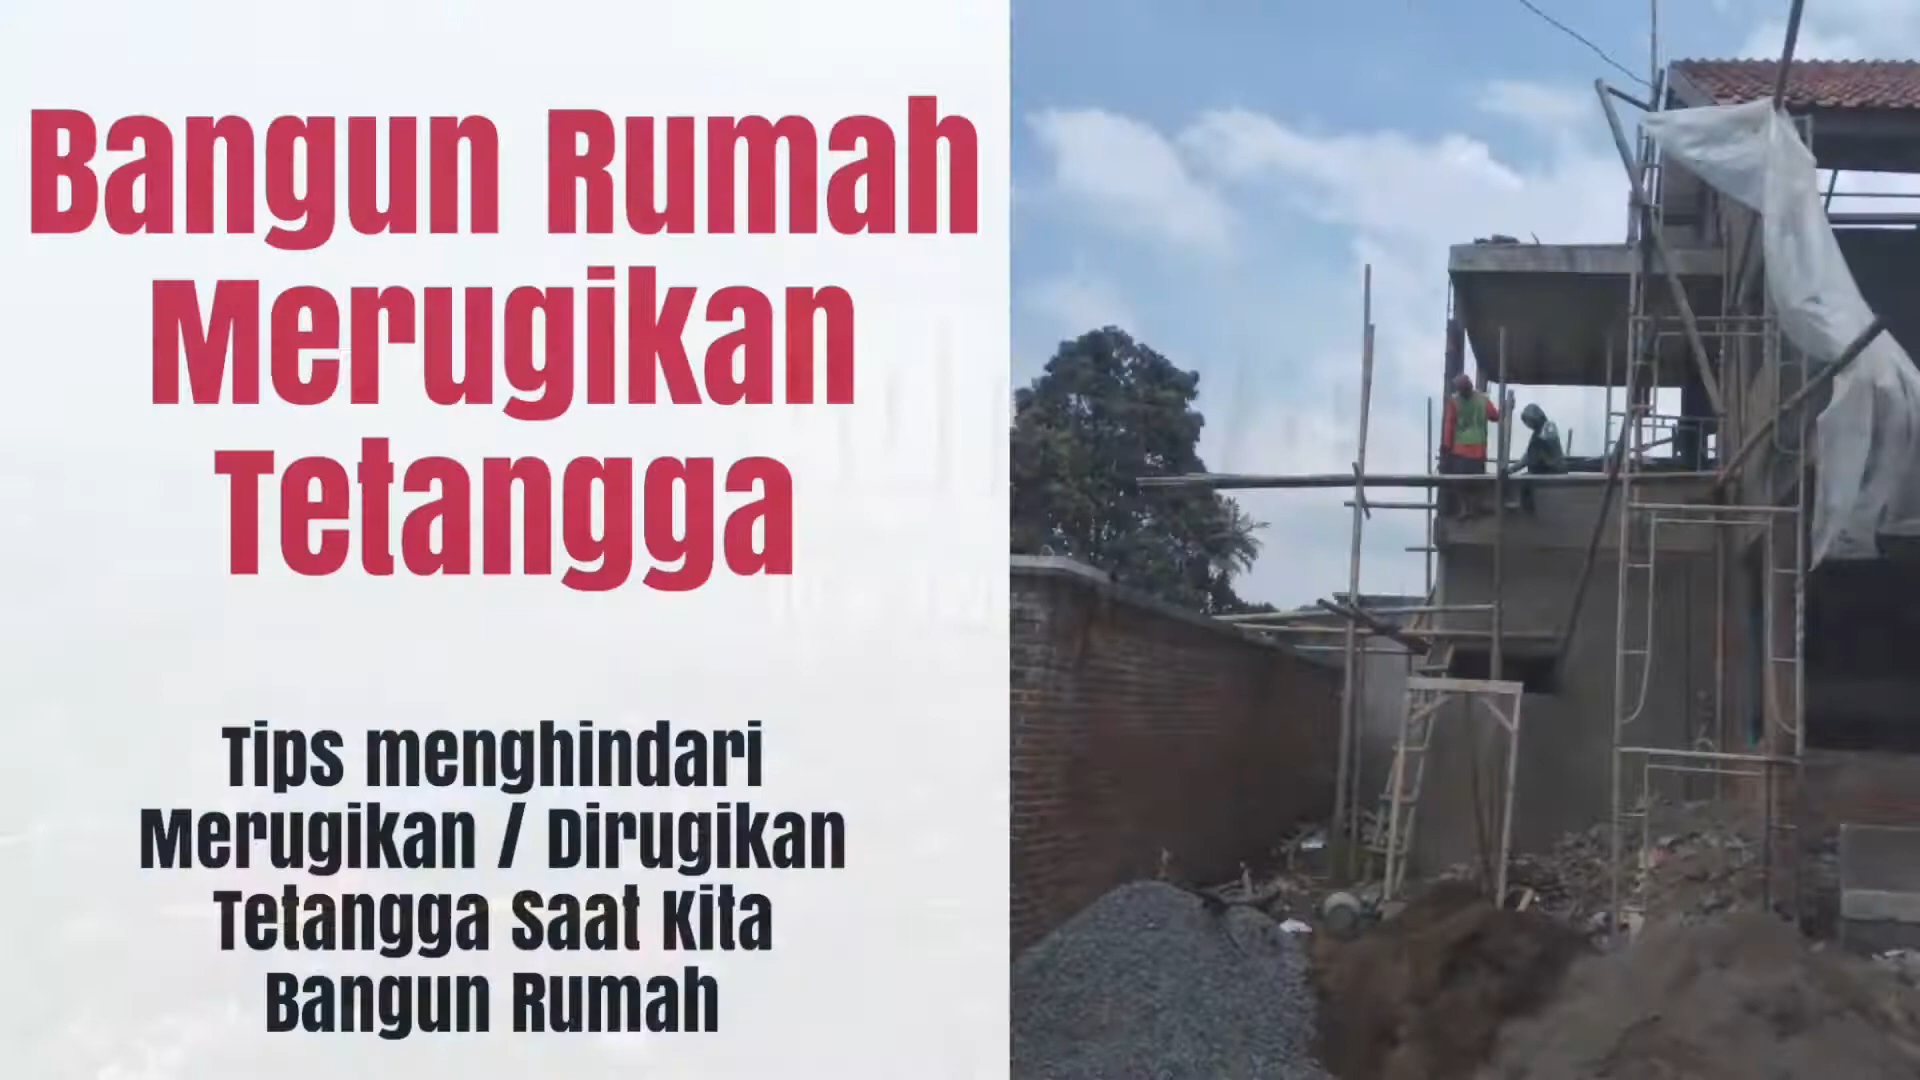 Bangun Rumah
Merugikan
Tetangga
Tips menghindari
Merugikan / Dirugikan
Tetangga Saat Kita
Bangun Rumah